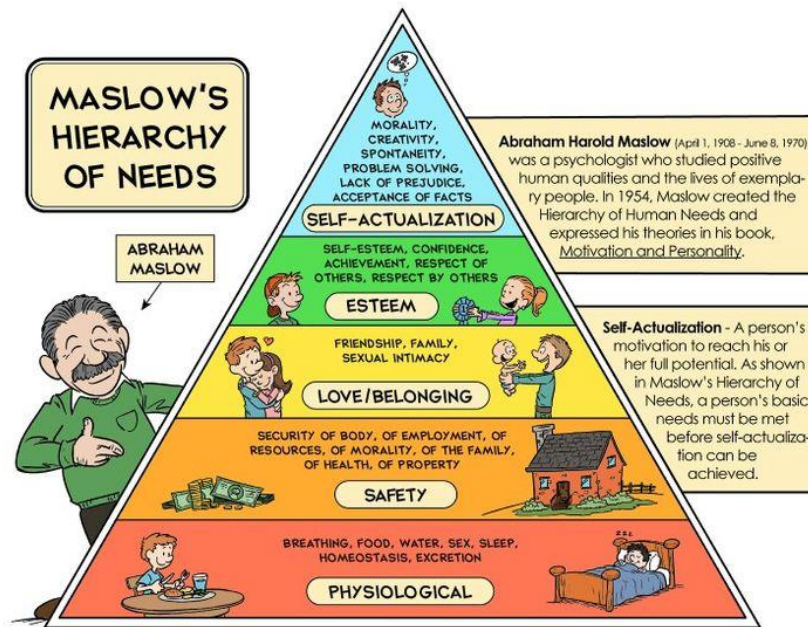 MASLOW'S
HIERARCHY
OF NEEDS
ABRAHAM
MASLOW
MORALITY,
CREATIVITY,
SPONTANEITY,
PROBLEM SOLVING,
LACK OF PREJUDICE,
ACCEPTANCE OF FACTS
SELF-ACTUALIZATION
SELF-ESTEEM, CONFIDENCE,
ACHIEVEMENT, RESPECT OF
OTHERS, RESPECT BY OTHERS
ESTEEM
FRIENDSHIP, FAMILY,
SEXUAL INTIMACY
LOVE/BELONGING
SECURITY OF BODY, OF EMPLOYMENT, OF
RESOURCES, OF MORALITY, OF THE FAMILY,
OF HEALTH, OF PROPERTY
SAFETY
BREATHING, FOOD, WATER, SEX, SLEEP,
HOMEOSTASIS, EXCRETION
PHYSIOLOGICAL
zzz
Abraham Harold Maslow (April 1, 1908 - June 8, 1970)
was a psychologist who studied positive
human qualities and the lives of exempla-
ry people. In 1954, Maslow created the
Hierarchy of Human Needs and
expressed his theories in his book,
Motivation and Personality.
Self-Actualization - A person's
motivation to reach his or
her full potential. As shown
in Maslow's Hierarchy of
Needs, a person's basic
needs must be met
before self-actualiza-
tion can be
achieved.